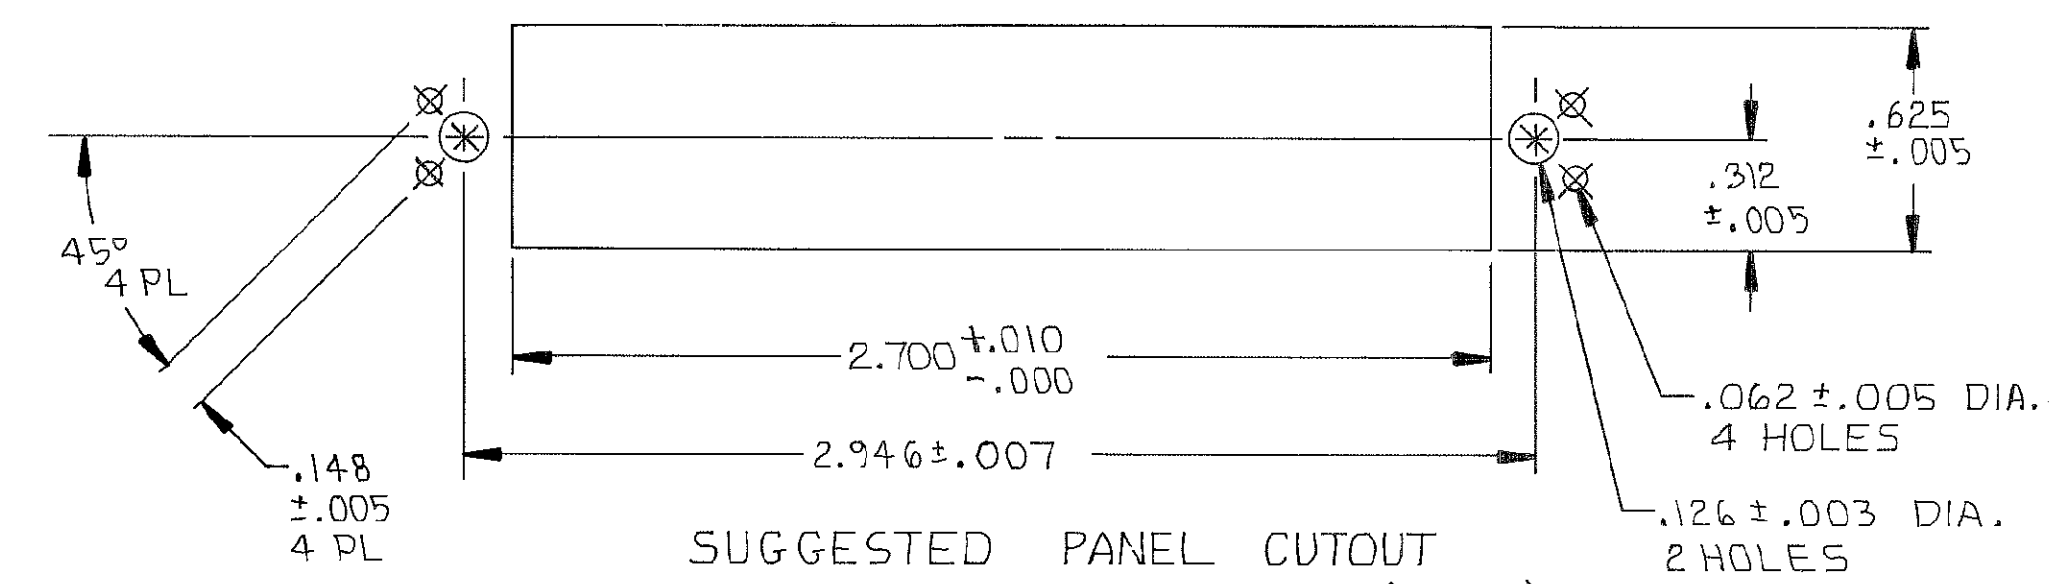 .625
±.005
.312
±.005
45°
4 PL
2.700 +.010
-.000
.062 ±.005 DIA.
4 HOLES
2.946 ±.007
.148
±.005
4 PL
.126 ±.003 DIA.
2 HOLES
SUGGESTED PANEL CUTOUT